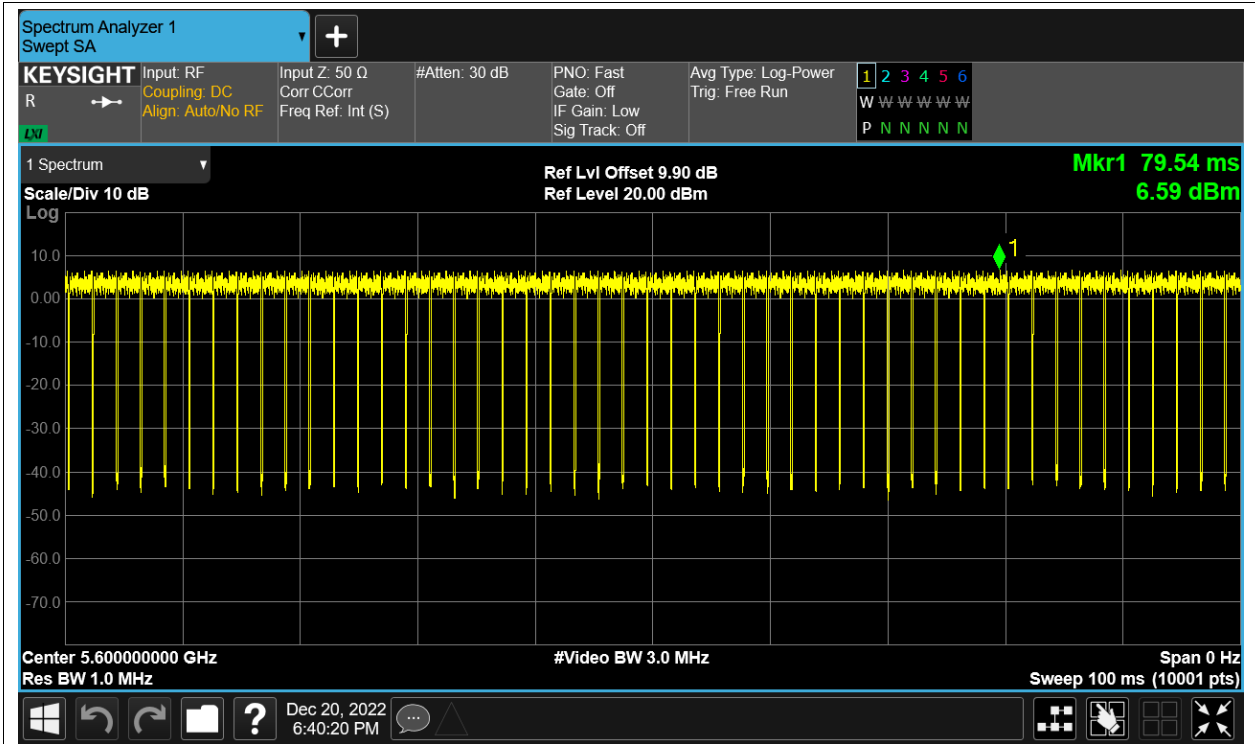 Spectrum Analyzer 1
Swept SA
KEYSIGHT
R
LXI
Input: RF
Coupling: DC
Align: Auto/No RF
Input Z: 50 Ω
Corr CCorr
Freq Ref: Int (S)
#Atten: 30 dB
PNO: Fast
Gate: Off
IF Gain: Low
Sig Track: Off
Avg Type: Log-Power
Trig: Free Run
1 2 3 4 5 6
W W W W W W
P N N N N N
1 Spectrum
Scale/Div 10 dB
Ref Lvl Offset 9.90 dB
Ref Level 20.00 dBm
Mkr1 79.54 ms
6.59 dBm
Log
1
10.0
0.00
-10.0
-20.0
-30.0
-40.0
-50.0
-60.0
-70.0
Center 5.600000000 GHz
Res BW 1.0 MHz
#Video BW 3.0 MHz
Span 0 Hz
Sweep 100 ms (10001 pts)
?
Dec 20, 2022
6:40:20 PM